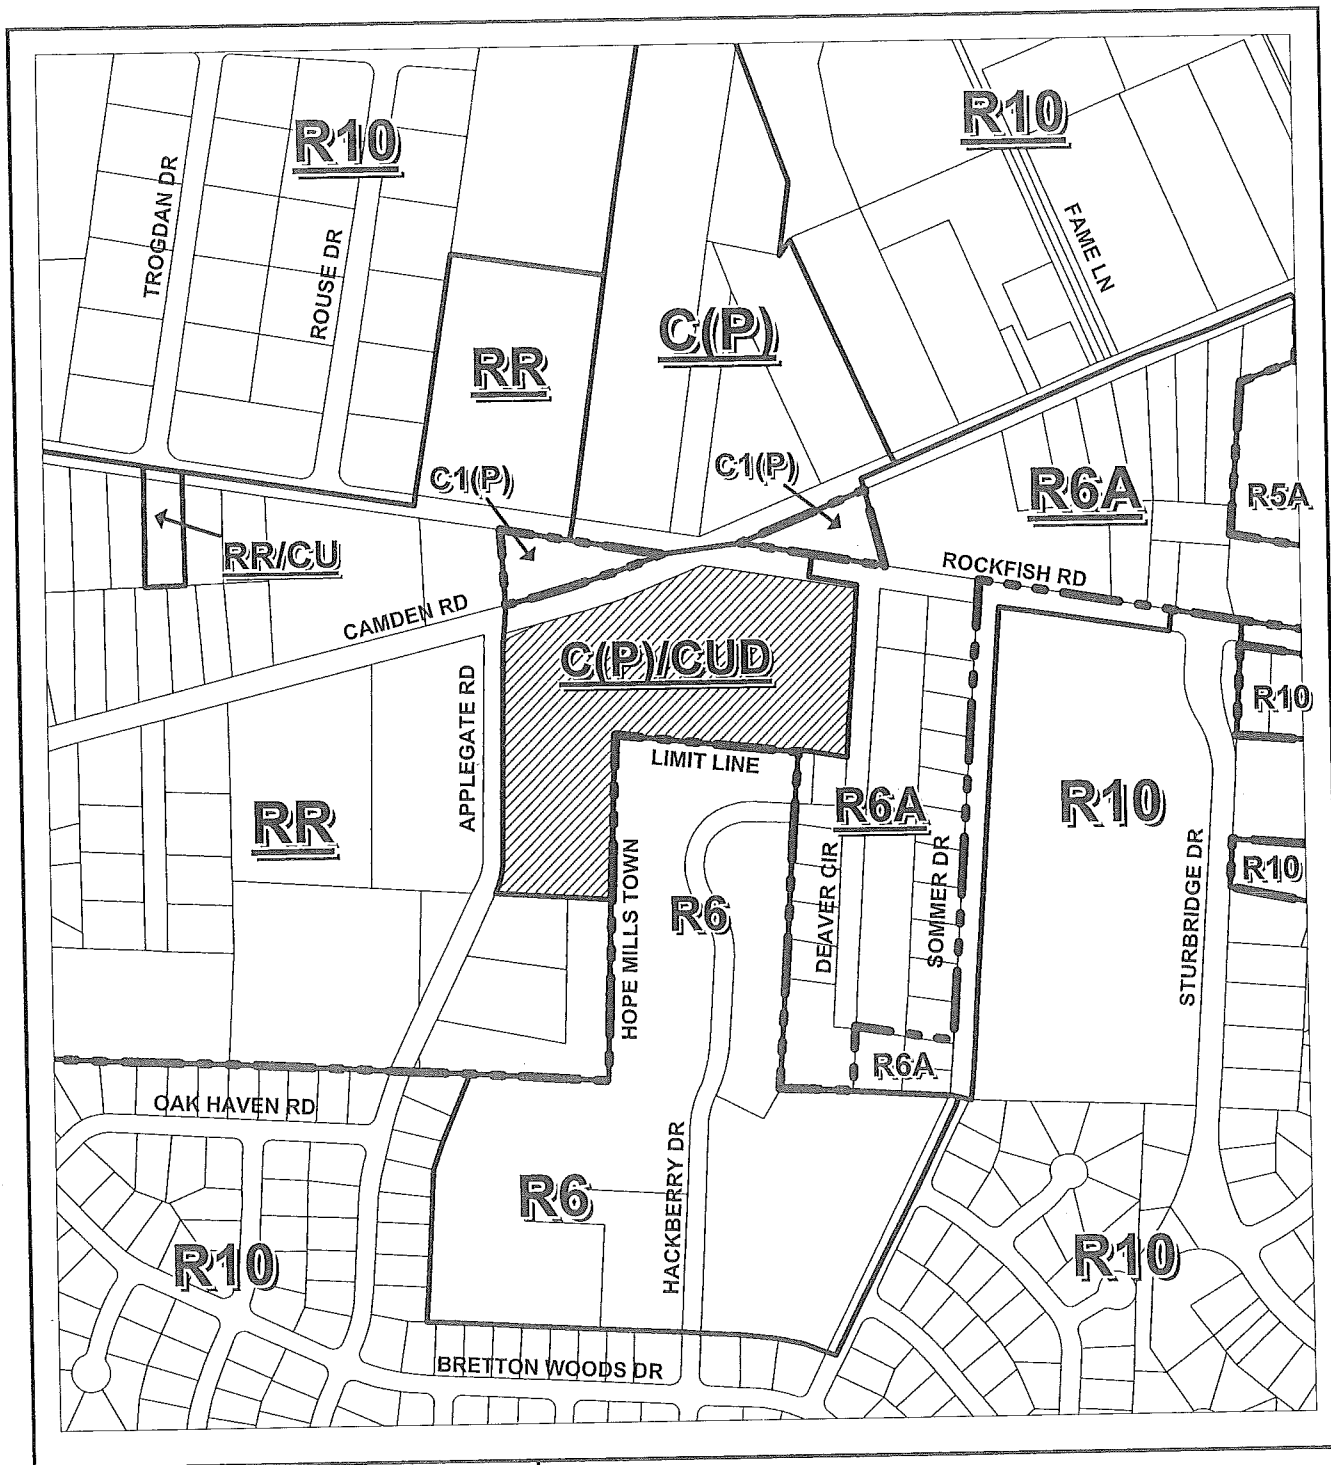 R10
R10
TROGDAN DR
ROUSE DR
FAME LN
C(P)
RR
C1(P)
C1(P)
R6A
R5A
RR/CU
ROCKFISH RD
CAMDEN RD
C(P)/CUD
APPLEGATE RD
R10
LIMIT LINE
RR
R6A
R10
HOPE MILLS TOWN
R6
DEAVER CIR
SOMMER DR
STURBRIDGE DR
R10
R6A
OAK HAVEN RD
HACKBERRY DR
R6
R10
R10
BRETTON WOODS DR